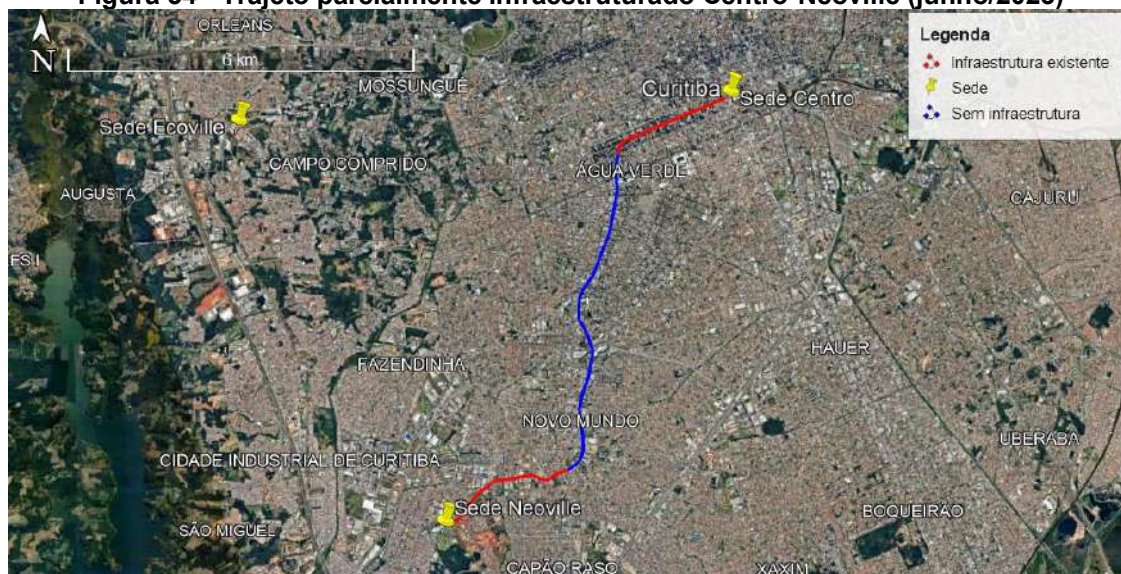 Figura 34 - Trajeto parcialmente infraestruturado Centro-Neoville (junho/2023)
ORLEANS
N
6 km
MOSSUNGUÊ
Curitiba
Sede Centro
Legenda
Infraestrutura existente
Sede
Sem infraestrutura
Sede Ecoville
CAMPO COMPRIDO
ÁGUA VERDE
AUGUSTA
CAJURU
FAZENDINHA
HAUER
NOVO MUNDO
UBERABA
CIDADE INDUSTRIAL DE CURITIBA
Sede Neoville
SÃO MIGUEL
BOQUEIRÃO
CAPÃO RASO
XAXIM